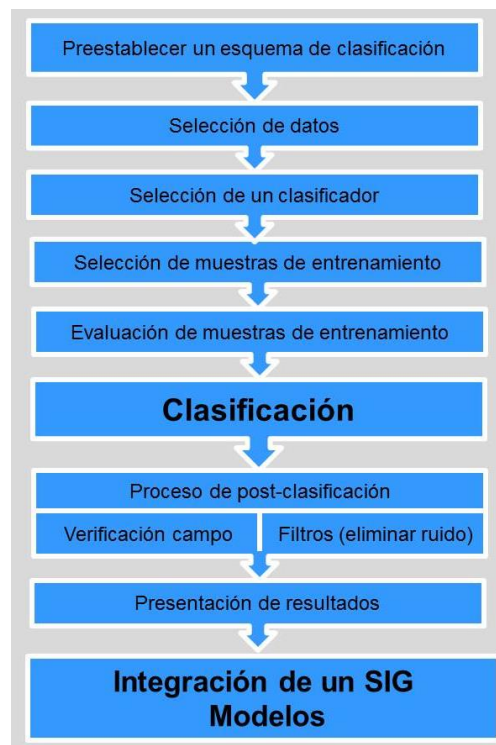 Preestablecer un esquema de clasificación
Selección de datos
Selección de un clasificador
Selección de muestras de entrenamiento
Evaluación de muestras de entrenamiento
Clasificación
Proceso de post-clasificación
Verificación campo
Filtros (eliminar ruido)
Presentación de resultados
Integración de un SIG
Modelos